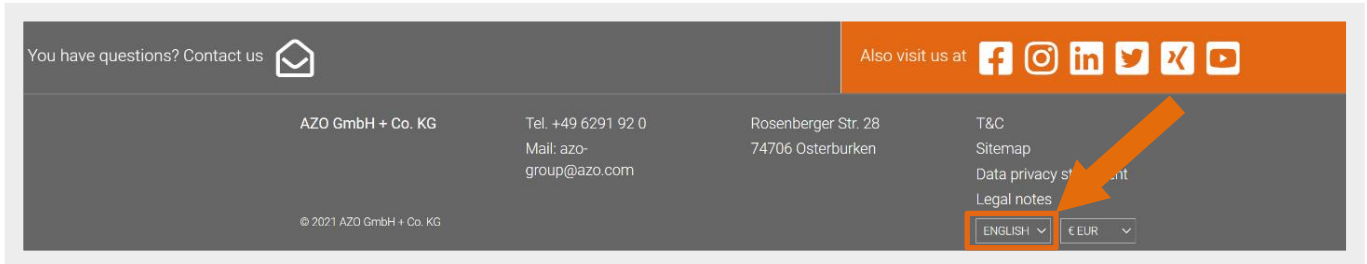 You have questions? Contact us
Also visit us at
AZO GmbH + Co. KG
Tel. +49 6291 92 0
Mail: azo-
group@azo.com
Rosenberger Str. 28
74706 Osterburken
T&C
Sitemap
Data privacy
Legal notes
© 2021 AZO GmbH + Co. KG
ENGLISH
€ EUR